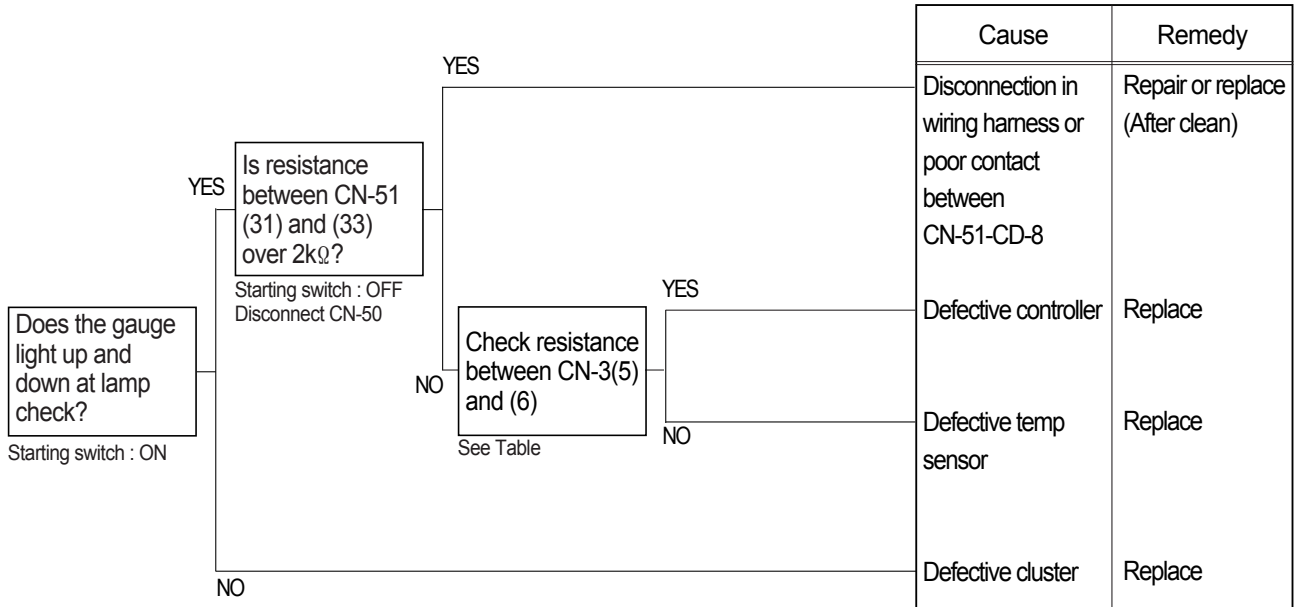 Does the gauge
light up and
down at lamp
check?
Starting switch : ON
YES
NO
Is resistance
between CN-51
(31) and (33)
over 2kΩ?
Starting switch : OFF
Disconnect CN-50
YES
NO
Check resistance
between CN-3(5)
and (6)
See Table
YES
NO
Cause
Remedy
Disconnection in
wiring harness or
poor contact
between
CN-51-CD-8
Repair or replace
(After clean)
Defective controller
Replace
Defective temp
sensor
Replace
Defective cluster
Replace